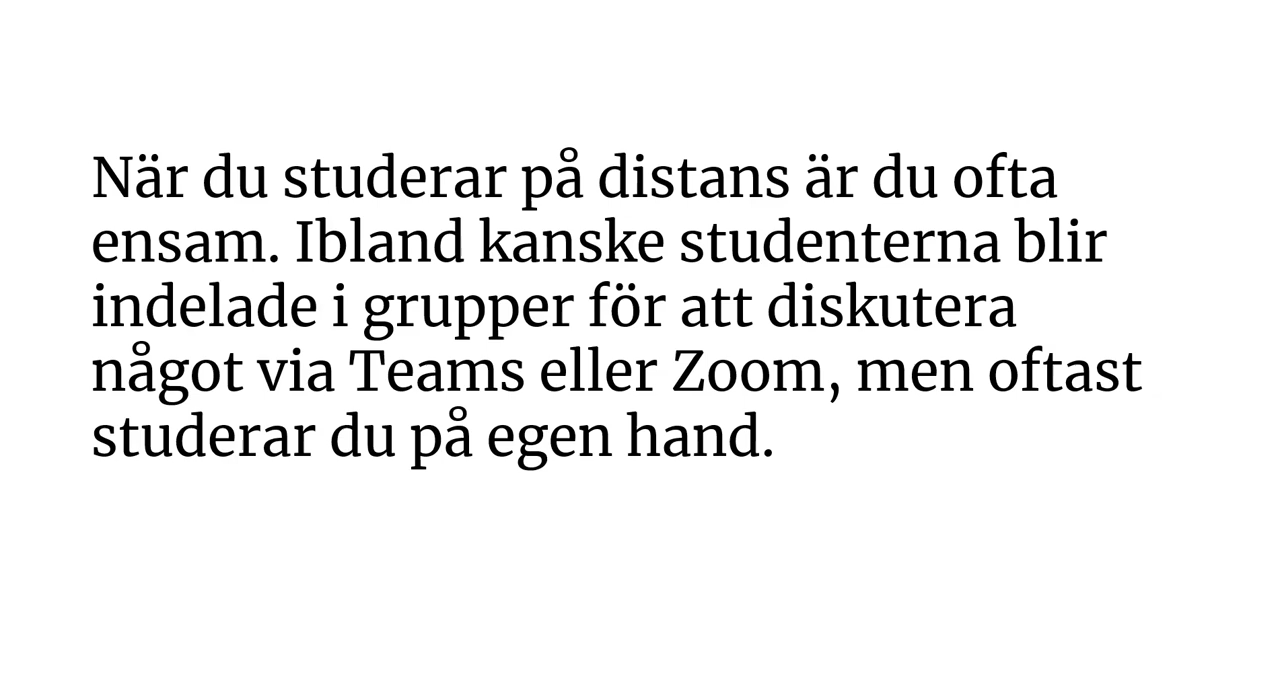 När du studerar på distans är du ofta
ensam. Ibland kanske studenterna blir
indelade i grupper för att diskutera
något via Teams eller Zoom, men oftast
studerar du på egen hand.